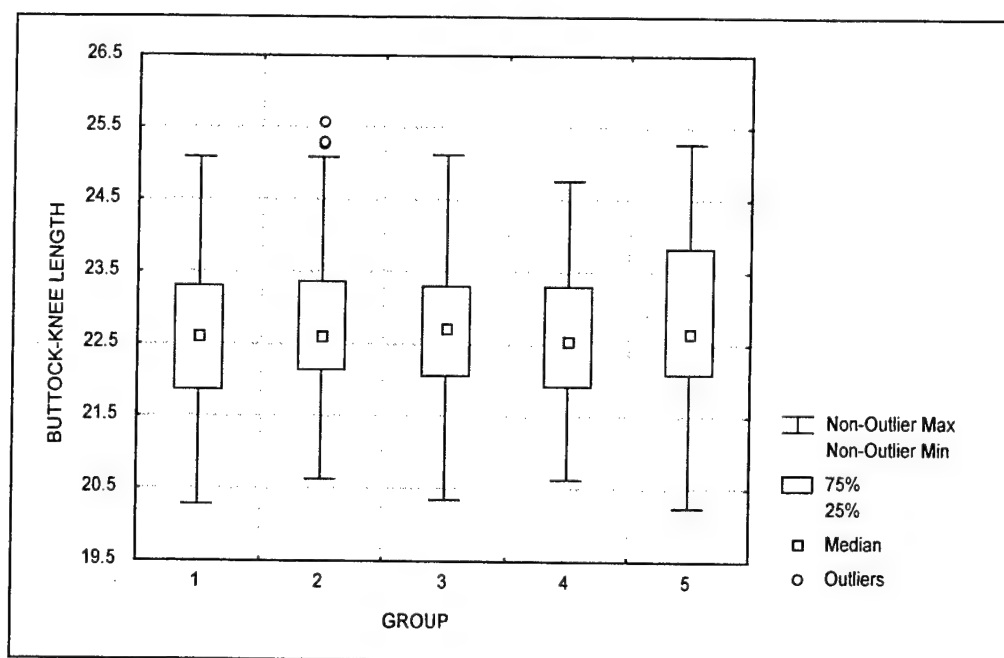 26.5
25.5
24.5
23.5
22.5
21.5
20.5
19.5
BUTTOCK-KNEE LENGTH
1 2 3 4 5
GROUP
Non-Outlier Max
Non-Outlier Min
75%
25%
Median
Outliers